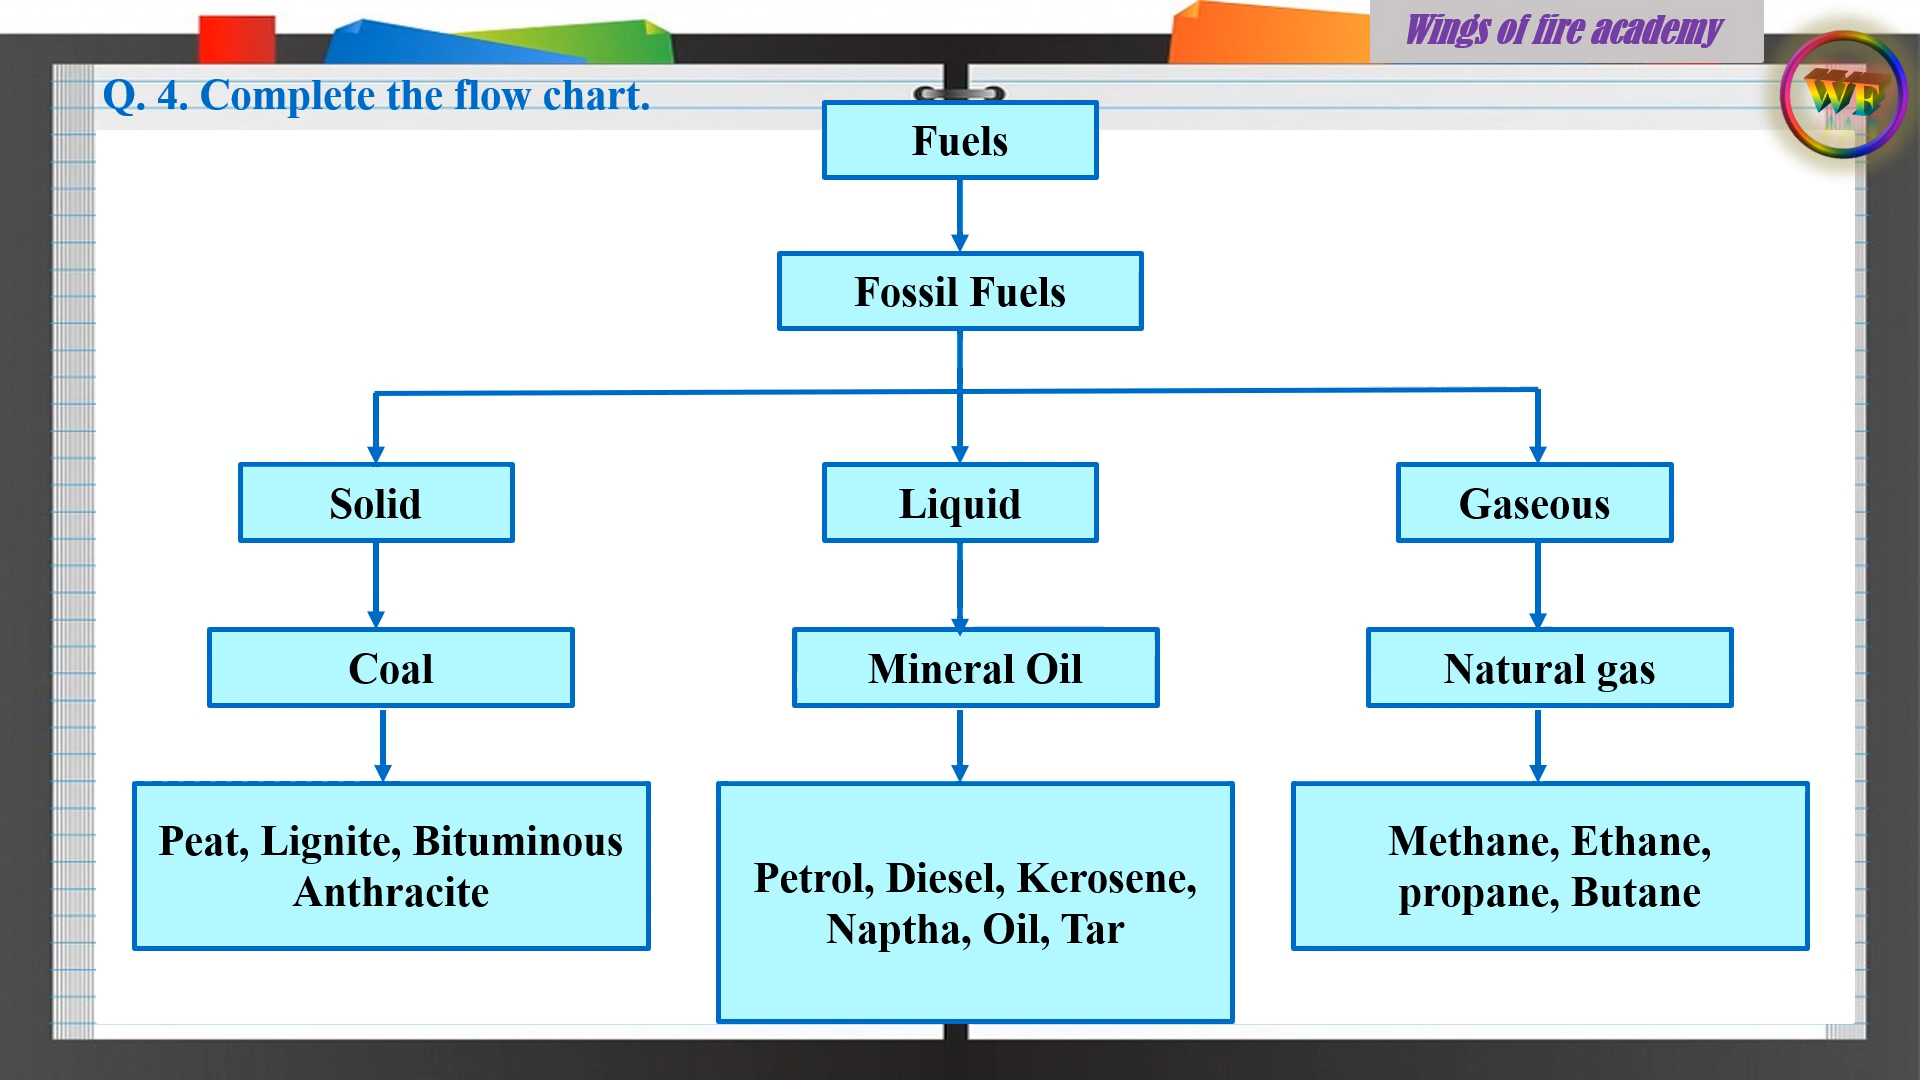 Wings of fire academy
WF
Q. 4. Complete the flow chart.
Fuels
Fossil Fuels
Solid
Liquid
Gaseous
Coal
Mineral Oil
Natural gas
Peat, Lignite, Bituminous
Anthracite
Petrol, Diesel, Kerosene,
Naptha, Oil, Tar
Methane, Ethane,
propane, Butane